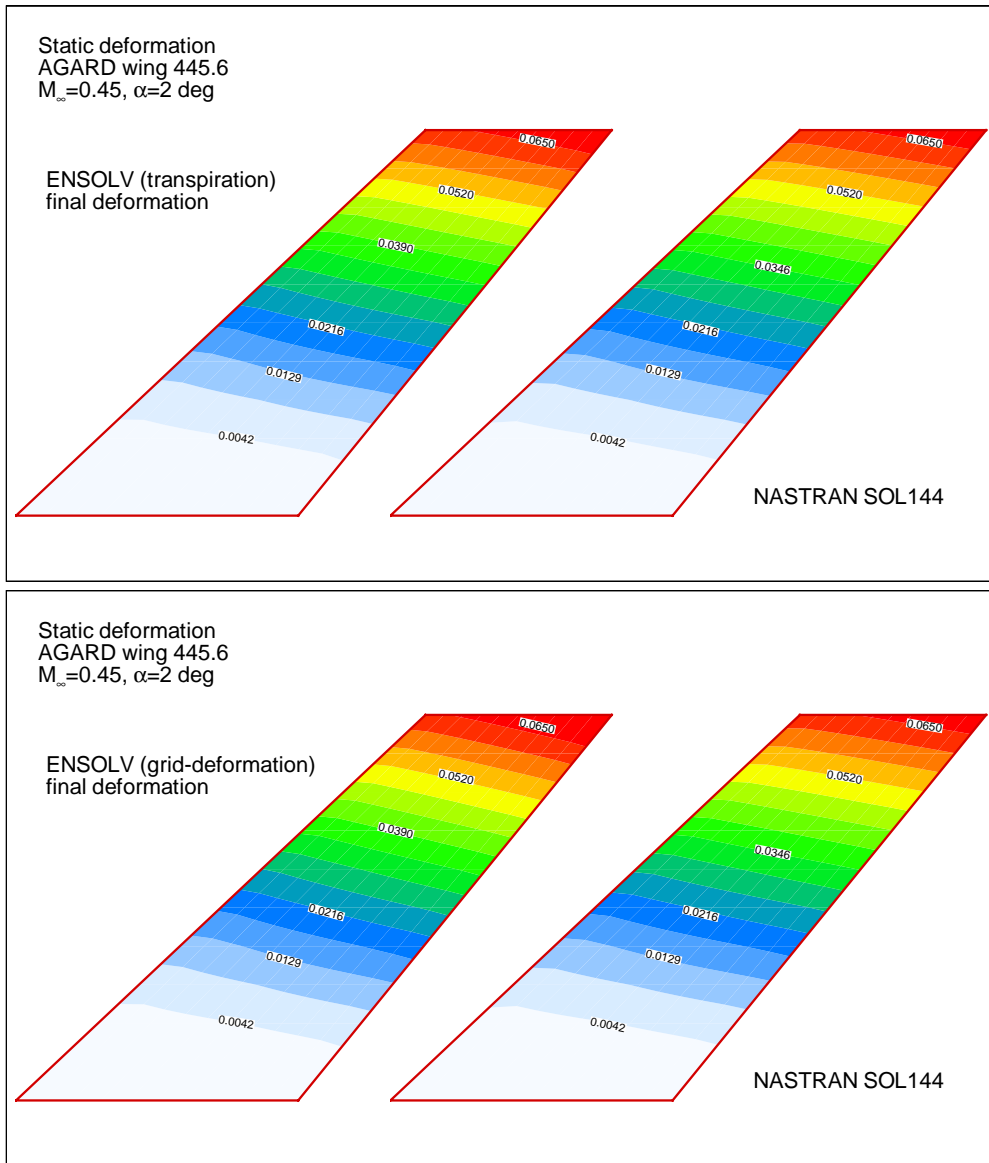 Static deformation
AGARD wing 445.6
M∞=0.45, α=2 deg
ENSOLV (transpiration)
final deformation
0.0650
0.0520
0.0390
0.0216
0.0129
0.0042
0.0650
0.0520
0.0346
0.0216
0.0129
0.0042
NASTRAN SOL144
Static deformation
AGARD wing 445.6
M∞=0.45, α=2 deg
ENSOLV (grid-deformation)
final deformation
0.0650
0.0520
0.0390
0.0216
0.0129
0.0042
0.0650
0.0520
0.0346
0.0216
0.0129
0.0042
NASTRAN SOL144